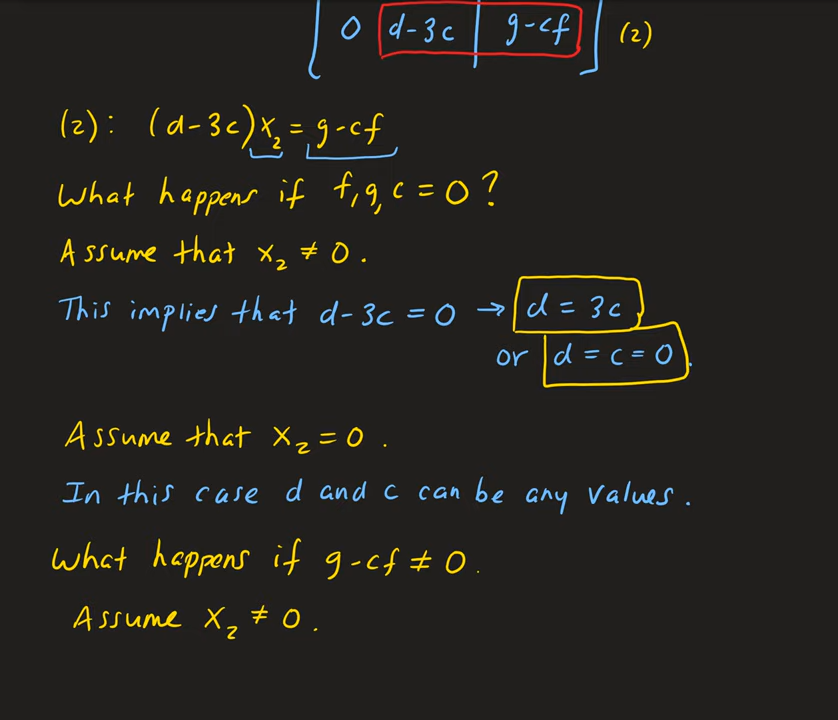 0 d-3c | g-cf (2)
(2): (d-3c)x₂ = g-cf
What happens if f,g,c = 0?
Assume that x₂ ≠ 0.
This implies that d-3c = 0 → d = 3c
or d = c = 0.
Assume that x₂ = 0.
In this case d and c can be any values.
What happens if g-cf ≠ 0.
Assume x₂ ≠ 0.